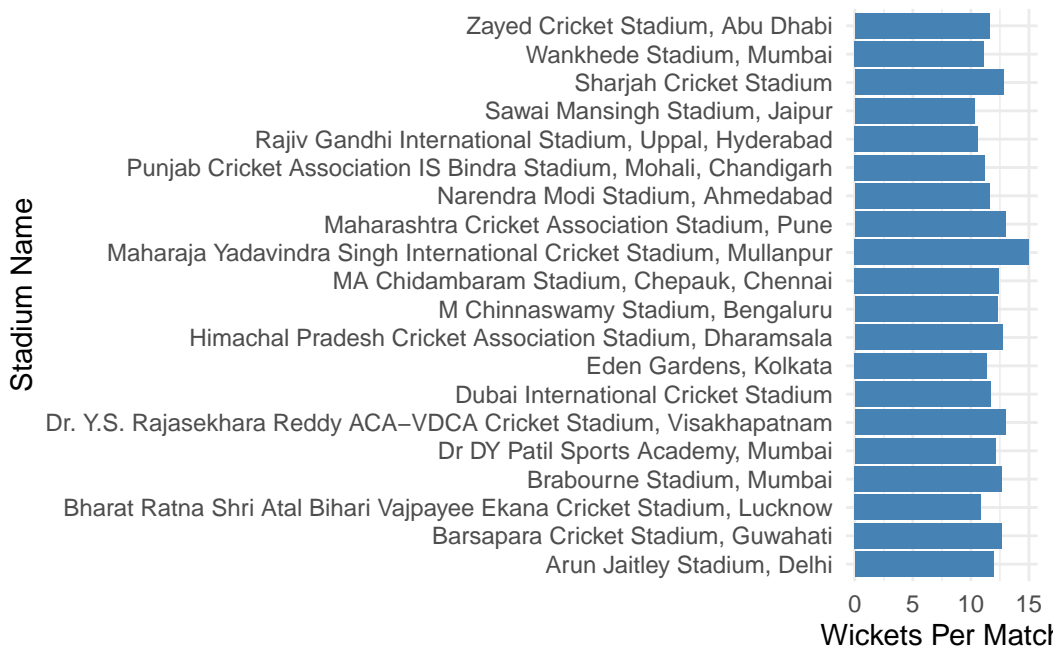 Zayed Cricket Stadium, Abu Dhabi
Wankhede Stadium, Mumbai
Sharjah Cricket Stadium
Sawai Mansingh Stadium, Jaipur
Rajiv Gandhi International Stadium, Uppal, Hyderabad
Punjab Cricket Association IS Bindra Stadium, Mohali, Chandigarh
Narendra Modi Stadium, Ahmedabad
Maharashtra Cricket Association Stadium, Pune
Maharaja Yadavindra Singh International Cricket Stadium, Mullanpur
MA Chidambaram Stadium, Chepauk, Chennai
M Chinnaswamy Stadium, Bengaluru
Himachal Pradesh Cricket Association Stadium, Dharamsala
Eden Gardens, Kolkata
Dubai International Cricket Stadium
Dr. Y.S. Rajasekhara Reddy ACA−VDCA Cricket Stadium, Visakhapatnam
Dr DY Patil Sports Academy, Mumbai
Brabourne Stadium, Mumbai
Bharat Ratna Shri Atal Bihari Vajpayee Ekana Cricket Stadium, Lucknow
Barsapara Cricket Stadium, Guwahati
Arun Jaitley Stadium, Delhi
Stadium Name
0 5 10 15
Wickets Per Match